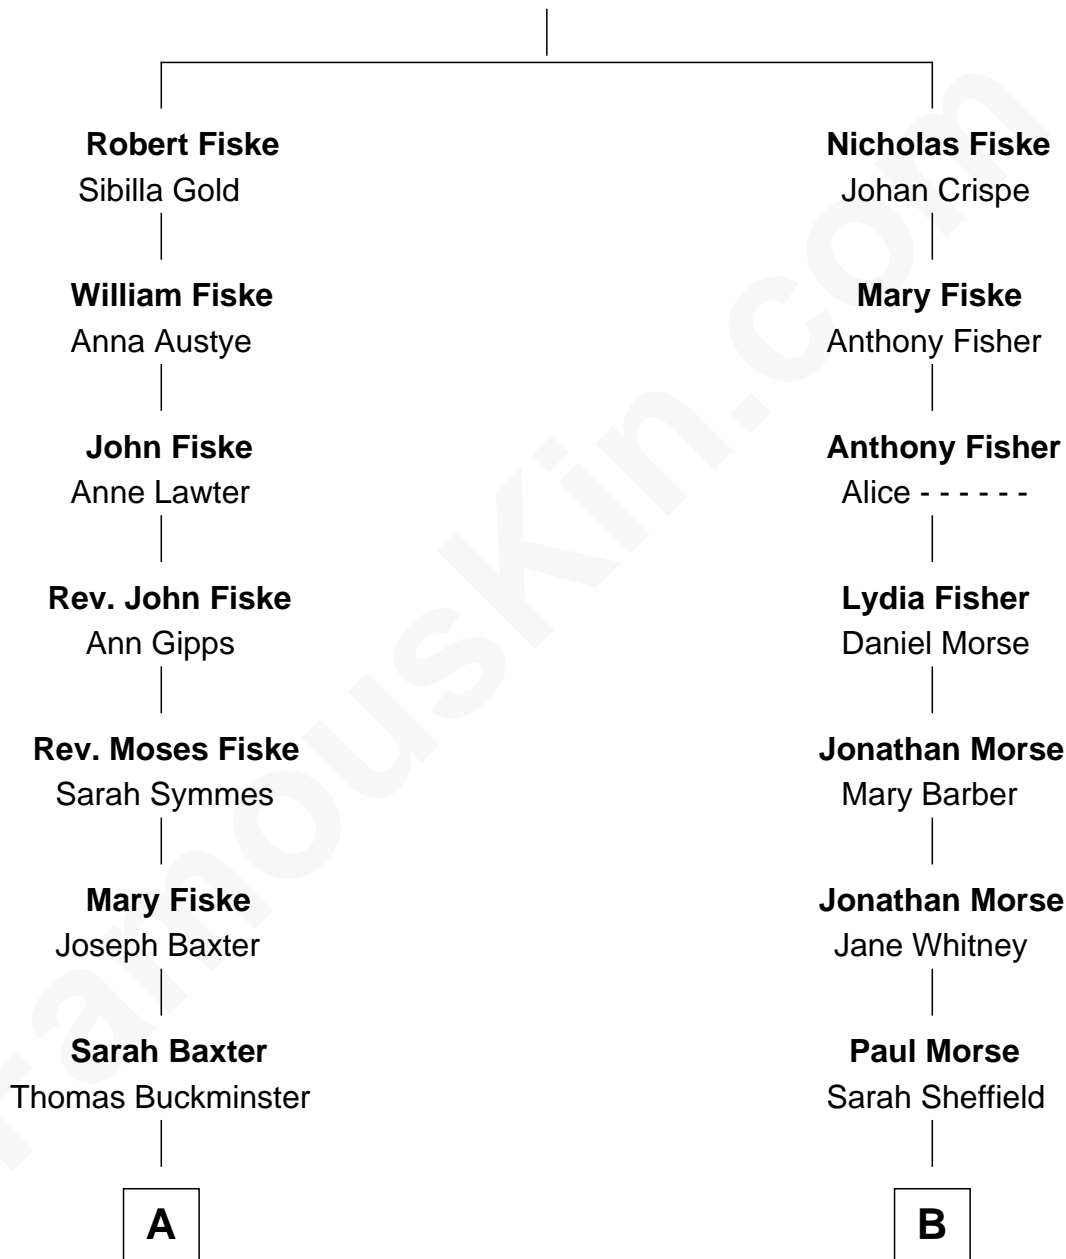 Robert Fiske
Sibilla Gold
William Fiske
Anna Austye
John Fiske
Anne Lawter
Rev. John Fiske
Ann Gipps
Rev. Moses Fiske
Sarah Symmes
Mary Fiske
Joseph Baxter
Sarah Baxter
Thomas Buckminster
A
Nicholas Fiske
Johan Crispe
Mary Fiske
Anthony Fisher
Anthony Fisher
Alice - - - - - -
Lydia Fisher
Daniel Morse
Jonathan Morse
Mary Barber
Jonathan Morse
Jane Whitney
Paul Morse
Sarah Sheffield
B
FamousKin.com